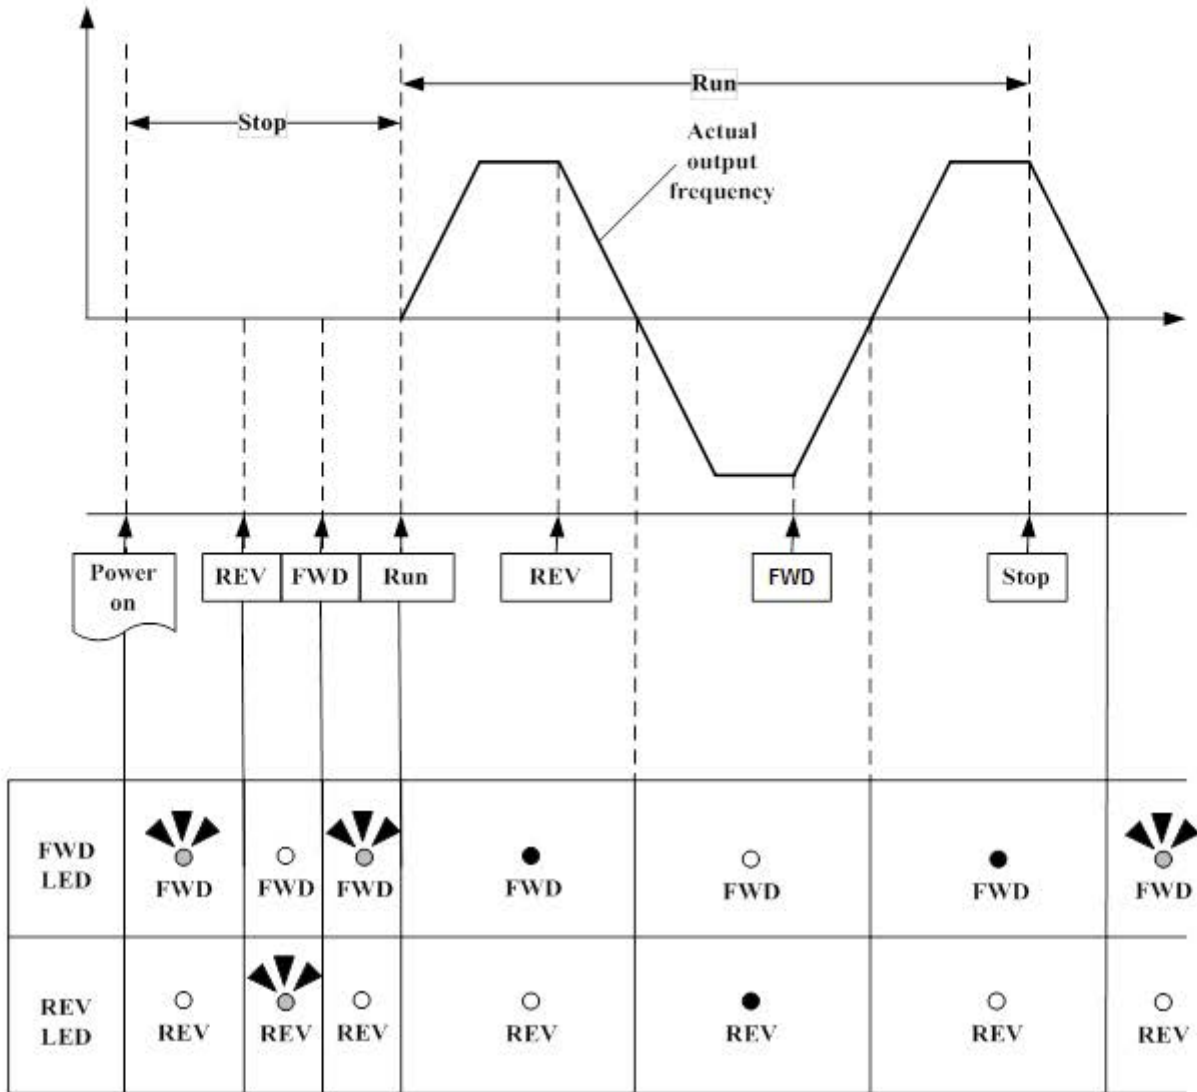 Run
Stop
Actual
output
frequency
Power
on
REV
FWD
Run
REV
FWD
Stop
FWD
LED
FWD
FWD
FWD
FWD
FWD
FWD
FWD
REV
LED
REV
REV
REV
REV
REV
REV
REV